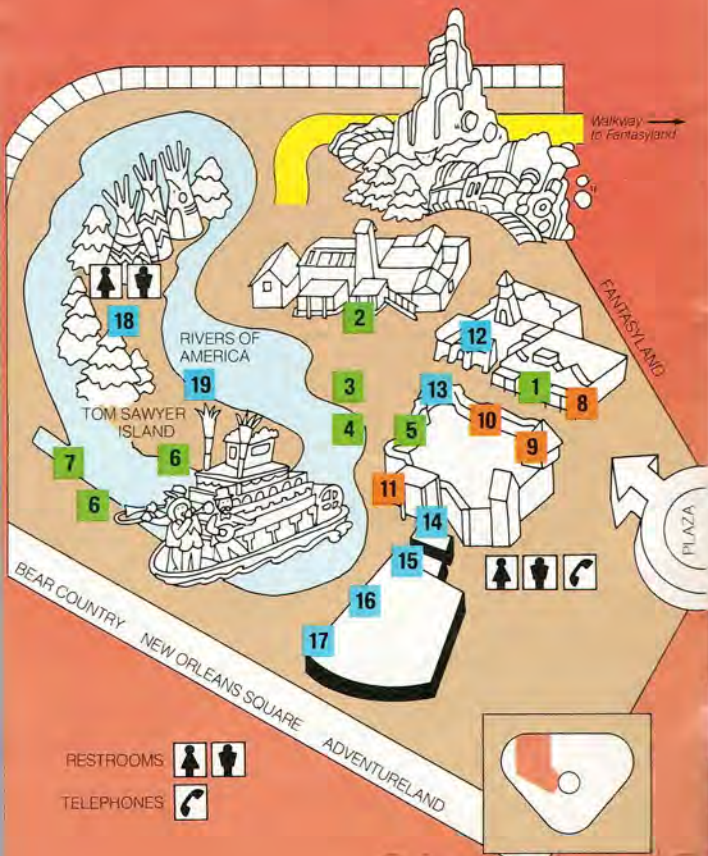 Walkway
to Fantasyland
FANTASYLAND
18
2
12
RIVERS OF
AMERICA
19
3
13
1
8
10
TOM SAWYER
ISLAND
4
5
9
7
6
6
11
14
PLAZA
15
16
17
BEAR COUNTRY
NEW ORLEANS SQUARE
ADVENTURELAND
RESTROOMS
TELEPHONES